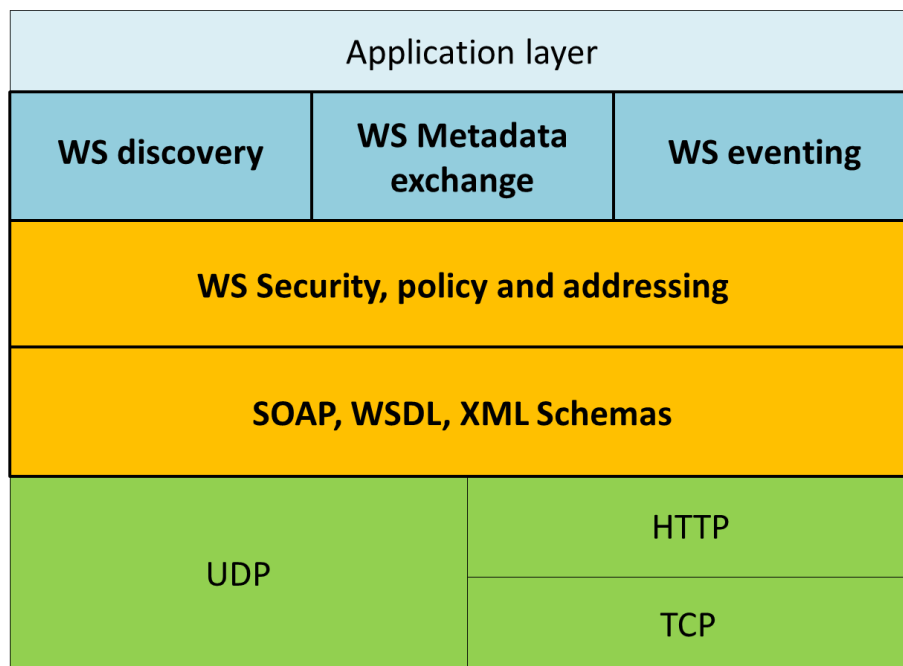 Application layer
WS discovery
WS Metadata
exchange
WS eventing
WS Security, policy and addressing
SOAP, WSDL, XML Schemas
UDP
HTTP
TCP